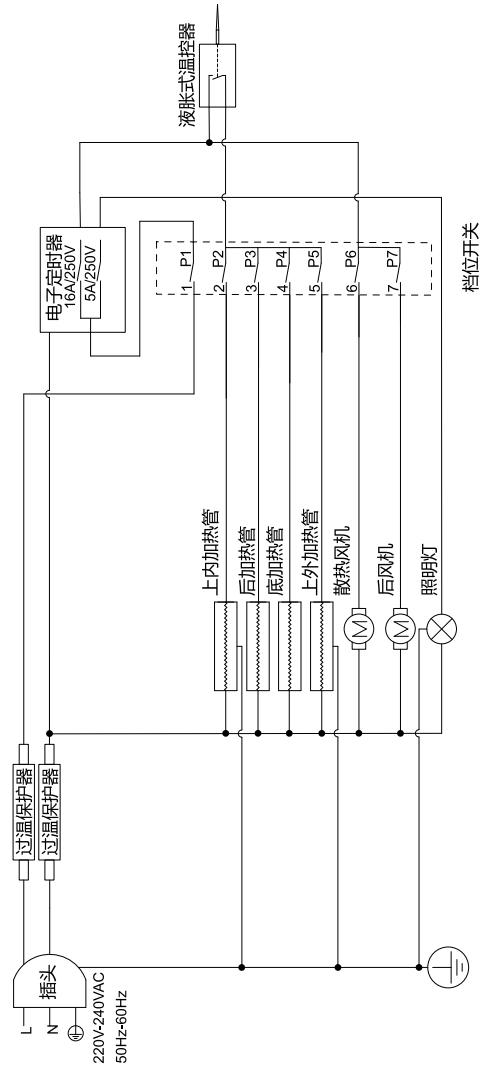 液胀式温控器
电子定时器
16A/250V
5A/250V
P1
P2
P3
P4
P5
P6
P7
1
2
3
4
5
6
7
档位开关
上内加热管
后加热管
底加热管
上外加热管
散热风机
后风机
照明灯
M
M
过温保护器
过温保护器
插头
L
N
220V-240VAC
50Hz-60Hz